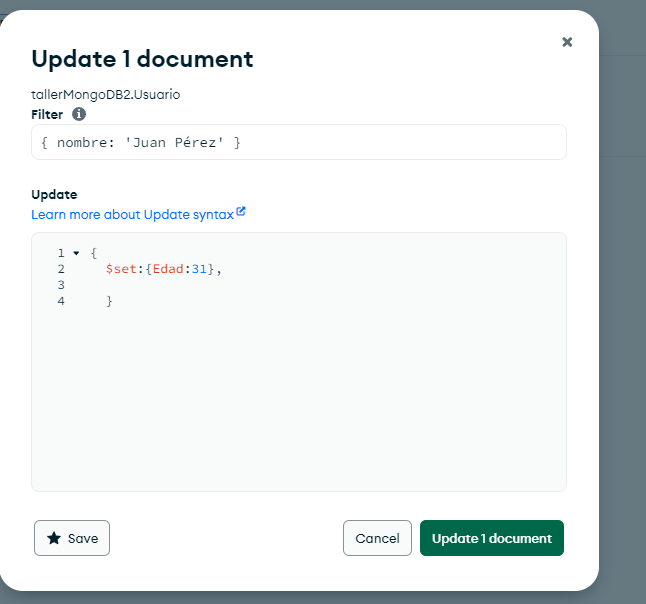 Update 1 document
tallerMongoDB2.Usuario
Filter
{ nombre: 'Juan Pérez' }
Update
Learn more about Update syntax
1 {
2 $set:{Edad:31},
3
4 }
Save Cancel Update 1 document